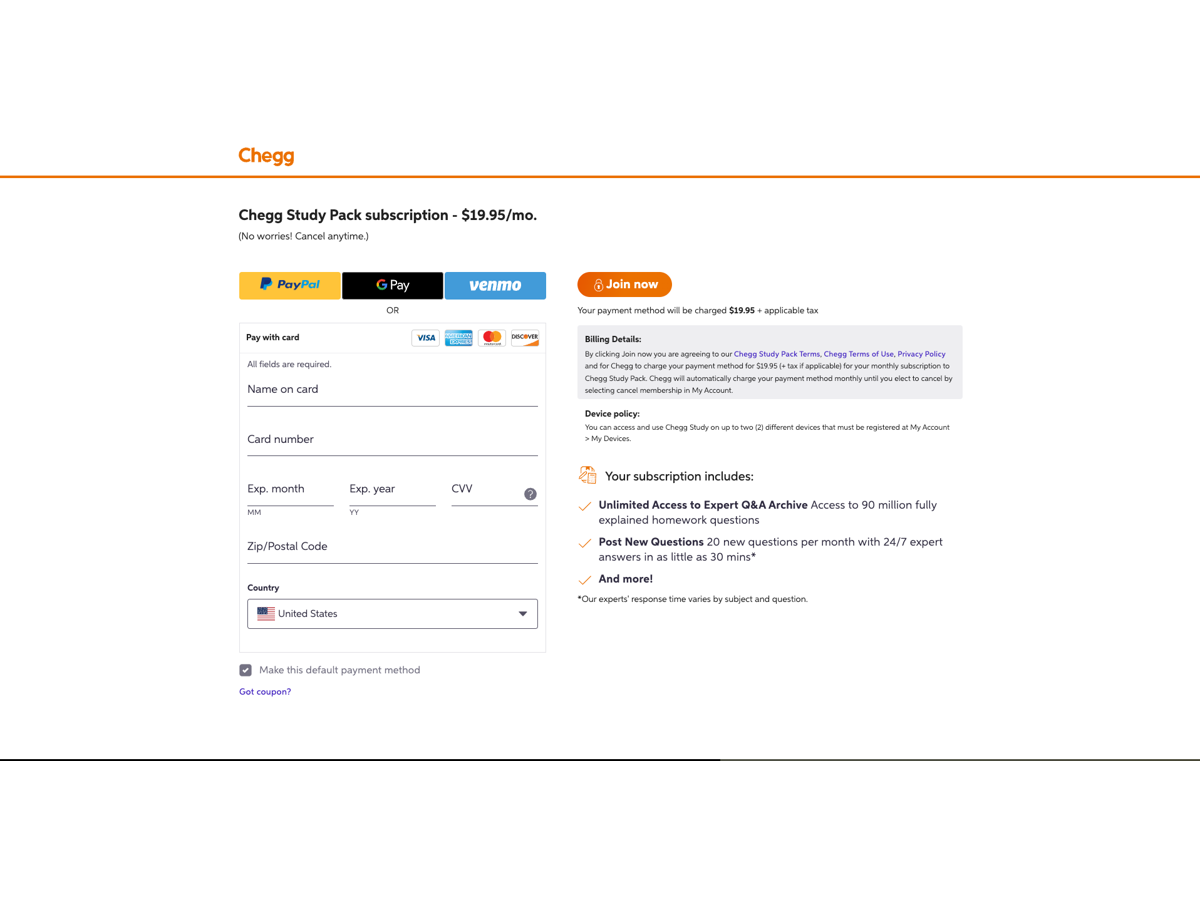 Chegg
Chegg Study Pack subscription - $19.95/mo.
(No worries! Cancel anytime.)
PayPal
G Pay
venmo
OR
Pay with card
VISA
AMERICAN EXPRESS
mastercard
DISCOVER
All fields are required.
Name on card
Card number
Exp. month
Exp. year
CVV
?
MM
YY
Zip/Postal Code
Country
United States
Make this default payment method
Got coupon?
Join now
Your payment method will be charged $19.95 + applicable tax
Billing Details:
By clicking Join now you are agreeing to our Chegg Study Pack Terms, Chegg Terms of Use, Privacy Policy
and for Chegg to charge your payment method for $19.95 (+ tax if applicable) for your monthly subscription to
Chegg Study Pack. Chegg will automatically charge your payment method monthly until you elect to cancel by
selecting cancel membership in My Account.
Device policy:
You can access and use Chegg Study on up to two (2) different devices that must be registered at My Account
> My Devices.
Your subscription includes:
Unlimited Access to Expert Q&A Archive Access to 90 million fully
explained homework questions
Post New Questions 20 new questions per month with 24/7 expert
answers in as little as 30 mins*
And more!
*Our experts' response time varies by subject and question.